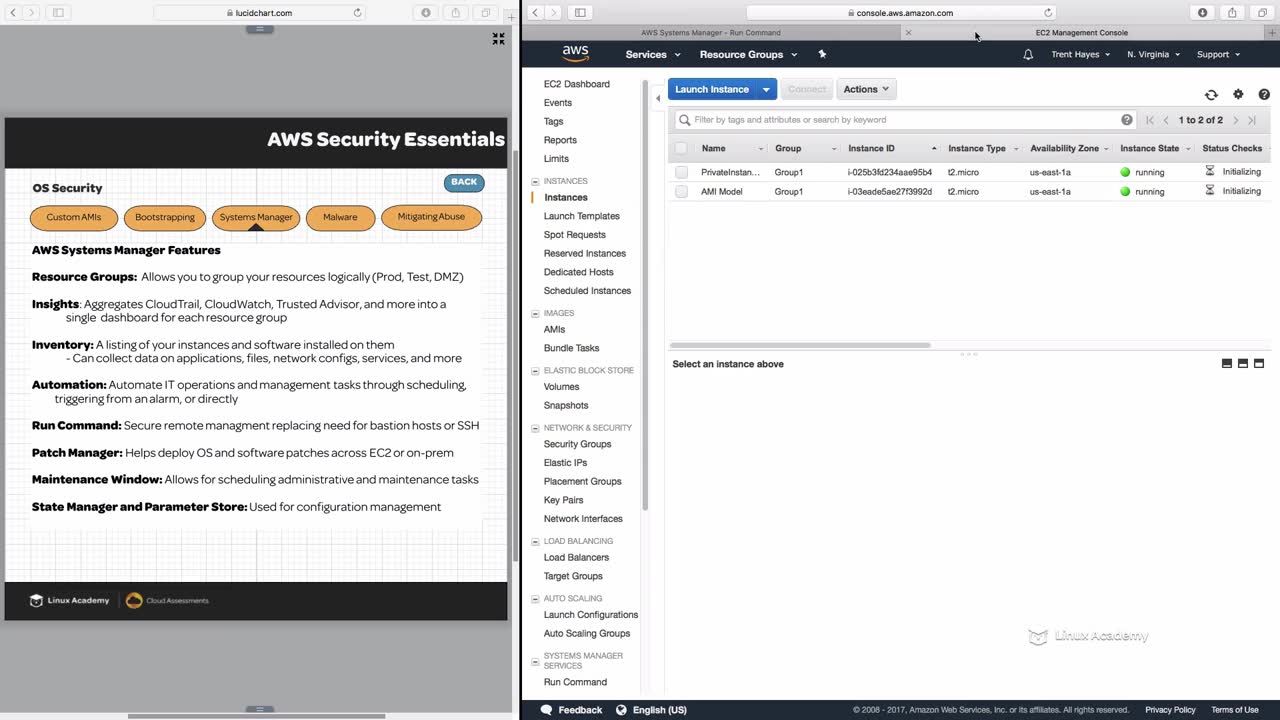 lucidchart.com
AWS Security Essentials
OS Security
BACK
Custom AMIs
Bootstrapping
Systems Manager
Malware
Mitigating Abuse
AWS Systems Manager Features
Resource Groups: Allows you to group your resources logically (Prod, Test, DMZ)
Insights: Aggregates CloudTrail, CloudWatch, Trusted Advisor, and more into a
single dashboard for each resource group
Inventory: A listing of your instances and software installed on them
- Can collect data on applications, files, network configs, services, and more
Automation: Automate IT operations and management tasks through scheduling,
triggering from an alarm, or directly
Run Command: Secure remote managment replacing need for bastion hosts or SSH
Patch Manager: Helps deploy OS and software patches across EC2 or on-prem
Maintenance Window: Allows for scheduling administrative and maintenance tasks
State Manager and Parameter Store: Used for configuration management
Linux Academy
Cloud Assessments
console.aws.amazon.com
AWS Systems Manager - Run Command
EC2 Management Console
aws
Services
Resource Groups
Trent Hayes
N. Virginia
Support
EC2 Dashboard
Events
Tags
Reports
Limits
INSTANCES
Instances
Launch Templates
Spot Requests
Reserved Instances
Dedicated Hosts
Scheduled Instances
IMAGES
AMIs
Bundle Tasks
ELASTIC BLOCK STORE
Volumes
Snapshots
NETWORK & SECURITY
Security Groups
Elastic IPs
Placement Groups
Key Pairs
Network Interfaces
LOAD BALANCING
Load Balancers
Target Groups
AUTO SCALING
Launch Configurations
Auto Scaling Groups
SYSTEMS MANAGER
SERVICES
Run Command
Launch Instance
Connect
Actions
Filter by tags and attributes or search by keyword
1 to 2 of 2
Name Group Instance ID Instance Type Availability Zone Instance State Status Checks
PrivateInstan... Group1 i-025b3fd234aae95b4 t2.micro us-east-1a running Initializing
AMI Model Group1 i-03eade5ae27f3992d t2.micro us-east-1a running Initializing
Select an instance above
Linux Academy
Feedback
English (US)
© 2008 - 2017, Amazon Web Services, Inc. or its affiliates. All rights reserved.
Privacy Policy
Terms of Use